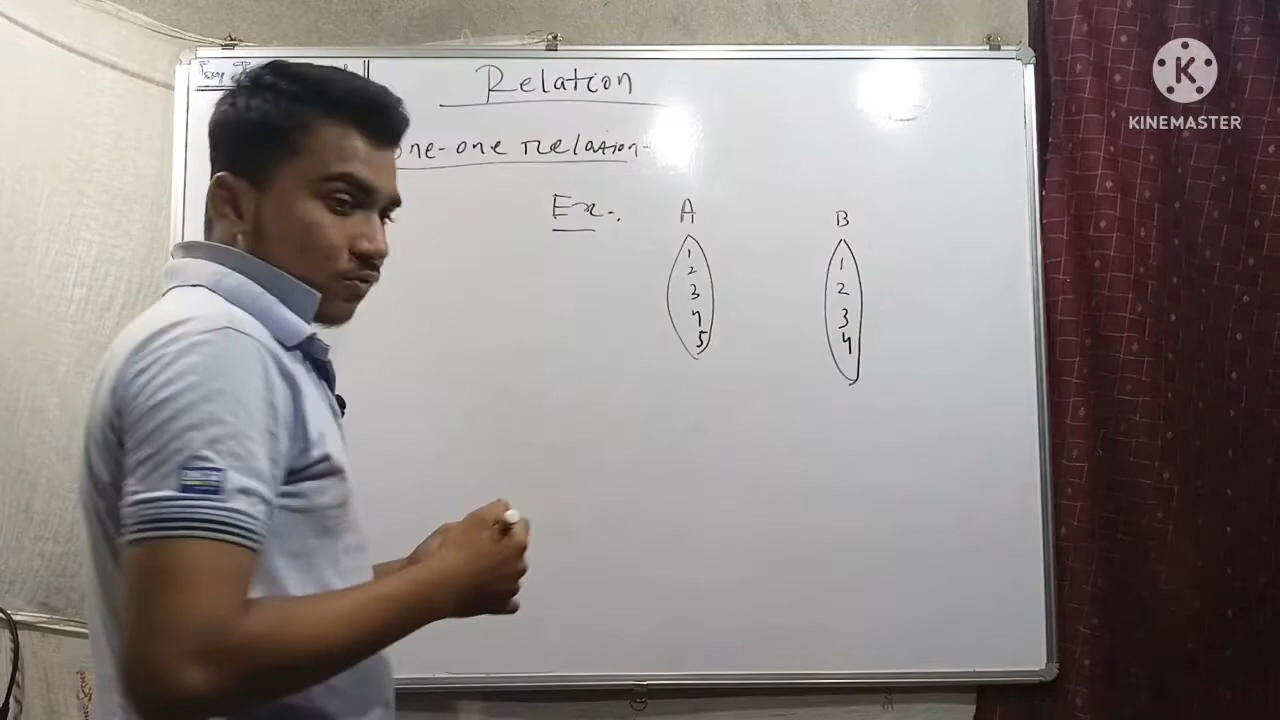 Relation
one-one Relation-
Ex-.
A B
1 1
2 2
3 3
4 4
5
KINEMASTER